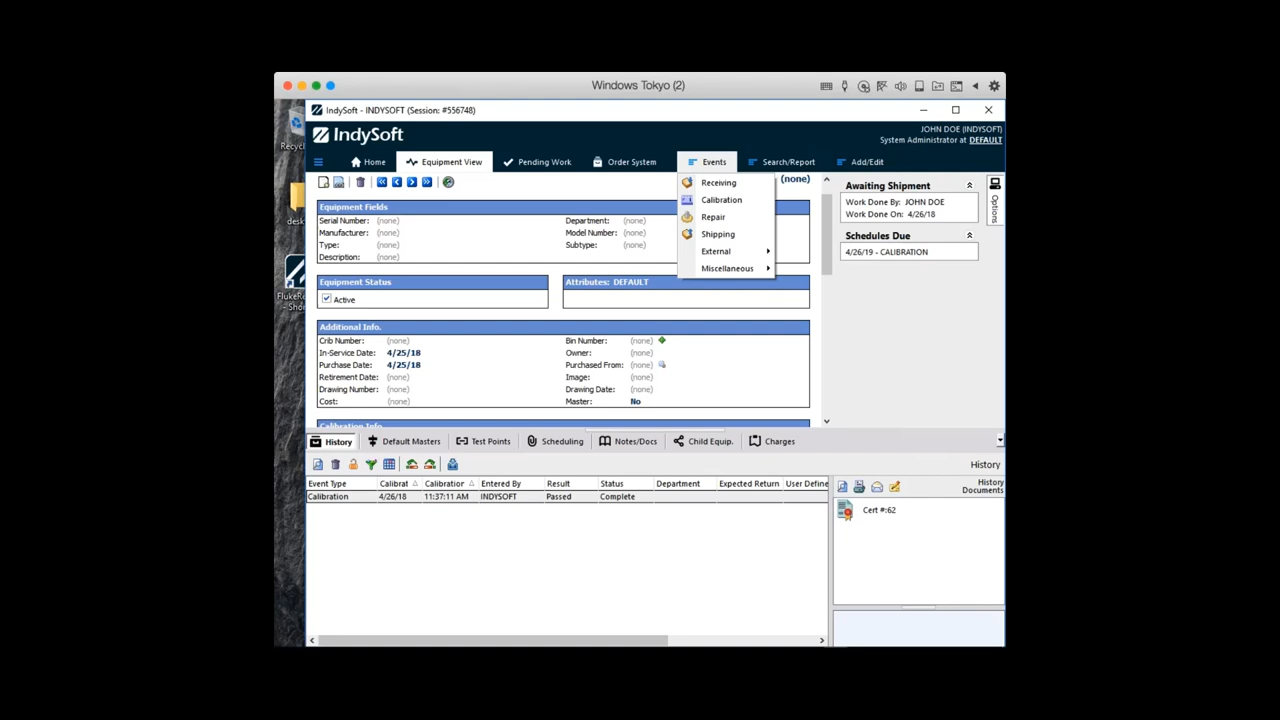 Windows Tokyo (2)
IndySoft - INDYSOFT (Session: #556748)
IndySoft
JOHN DOE (INDYSOFT)
System Administrator at DEFAULT
Home Equipment View Pending Work Order System Events Search/Report Add/Edit
Receiving
Calibration
Repair
Shipping
External
Miscellaneous
(none)
Equipment Fields
Serial Number: (none) Department: (none)
Manufacturer: (none) Model Number: (none)
Type: (none) Subtype: (none)
Description: (none)
Equipment Status
Active
Attributes: DEFAULT
Additional Info.
Crib Number: (none) Bin Number: (none)
In-Service Date: 4/25/18 Owner: (none)
Purchase Date: 4/25/18 Purchased From: (none)
Retirement Date: (none) Image: (none)
Drawing Number: (none) Drawing Date: (none)
Cost: (none) Master: No
Calibration Info
Awaiting Shipment
Work Done By: JOHN DOE
Work Done On: 4/26/18
Schedules Due
4/26/19 - CALIBRATION
Options
Recycl
desk
FlukeRe
- Sho
History Default Masters Test Points Scheduling Notes/Docs Child Equip. Charges
History
Event Type Calibrat Calibratior Entered By Result Status Department Expected Return User Define
Calibration 4/26/18 11:37:11 AM INDYSOFT Passed Complete
History
Documents
Cert #:62